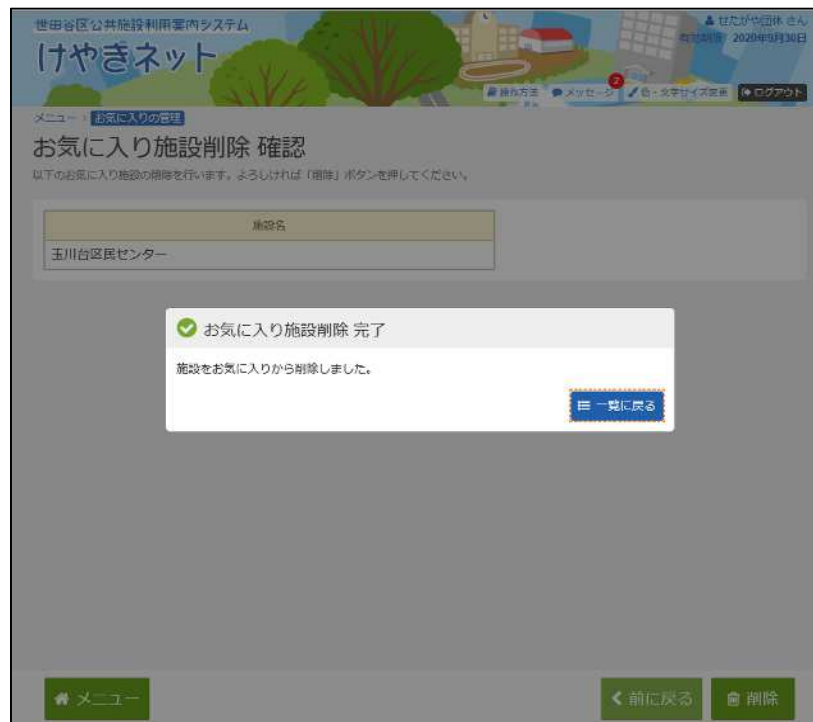 世田谷区公共施設利用案内システム
けやきネット
せたがや団体 さん
有効期限: 2020年9月30日
操作方法 メッセージ 2 色・文字サイズ変更 ログアウト
メニュー > お気に入りの管理
お気に入り施設削除 確認
以下のお気に入り施設の削除を行います。よろしければ「削除」ボタンを押してください。
施設名
玉川台区民センター
お気に入り施設削除 完了
施設をお気に入りから削除しました。
一覧に戻る
メニュー
前に戻る
削除